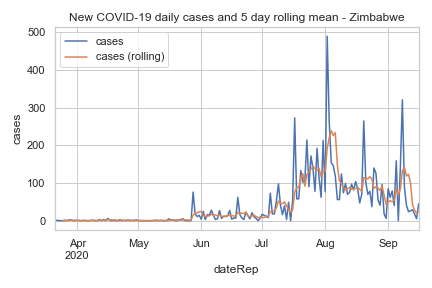 New COVID-19 daily cases and 5 day rolling mean - Zimbabwe
500
400
300
200
100
0
cases
cases
cases (rolling)
Apr
2020
May
Jun
Jul
Aug
Sep
dateRep